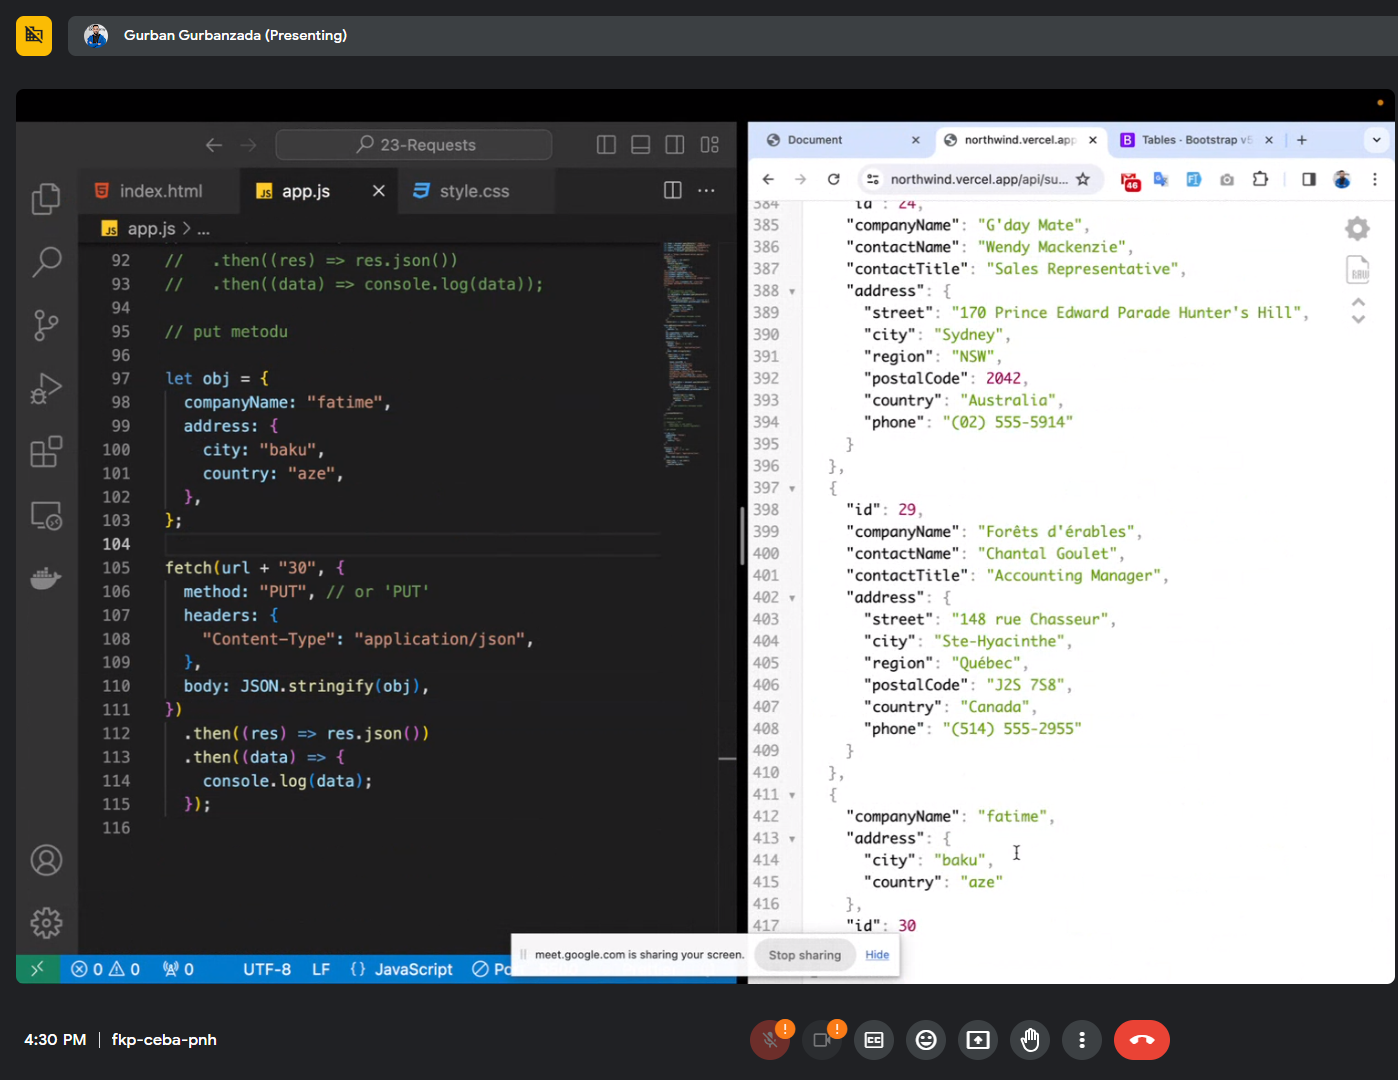 Gurban Gurbanzada (Presenting)
23-Requests
index.html
app.js
style.css
app.js > ...
92 // .then((res) => res.json())
93 // .then((data) => console.log(data));
94
95 // put metodu
96
97 let obj = {
98 companyName: "fatime",
99 address: {
100 city: "baku",
101 country: "aze",
102 },
103 };
104
105 fetch(url + "30", {
106 method: "PUT", // or 'PUT'
107 headers: {
108 "Content-Type": "application/json",
109 },
110 body: JSON.stringify(obj),
111 })
112 .then((res) => res.json())
113 .then((data) => {
114 console.log(data);
115 });
116
0 0 0
UTF-8
LF
{} JavaScript
Po
Document
northwind.vercel.app
Tables · Bootstrap v5
northwind.vercel.app/api/su...
46
RAW
384 "id": 24,
385 "companyName": "G'day Mate",
386 "contactName": "Wendy Mackenzie",
387 "contactTitle": "Sales Representative",
388 "address": {
389 "street": "170 Prince Edward Parade Hunter's Hill",
390 "city": "Sydney",
391 "region": "NSW",
392 "postalCode": 2042,
393 "country": "Australia",
394 "phone": "(02) 555-5914"
395 }
396 },
397 {
398 "id": 29,
399 "companyName": "Forêts d'érables",
400 "contactName": "Chantal Goulet",
401 "contactTitle": "Accounting Manager",
402 "address": {
403 "street": "148 rue Chasseur",
404 "city": "Ste-Hyacinthe",
405 "region": "Québec",
406 "postalCode": "J2S 7S8",
407 "country": "Canada",
408 "phone": "(514) 555-2955"
409 }
410 },
411 {
412 "companyName": "fatime",
413 "address": {
414 "city": "baku",
415 "country": "aze"
416 },
417 "id": 30
meet.google.com is sharing your screen.
Stop sharing
Hide
4:30 PM | fkp-ceba-pnh